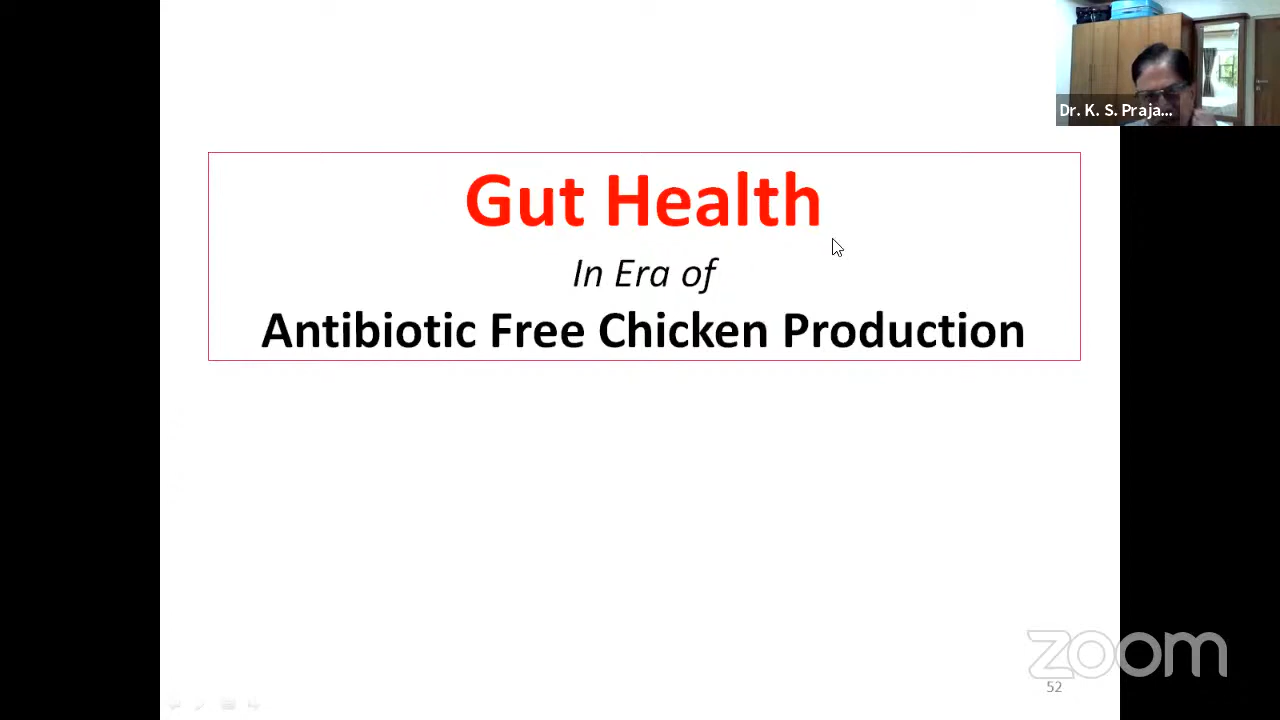 Dr. K. S. Praja...
Gut Health
In Era of
Antibiotic Free Chicken Production
zoom
52